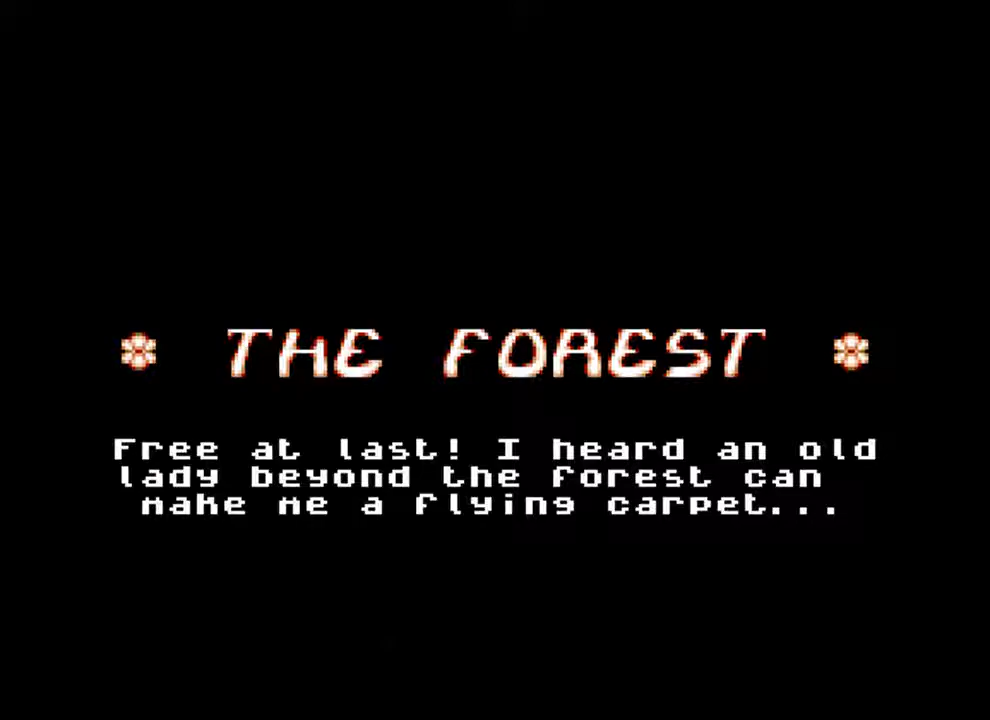 THE FOREST
Free at last! I heard an old
lady beyond the forest can
make me a flying carpet...